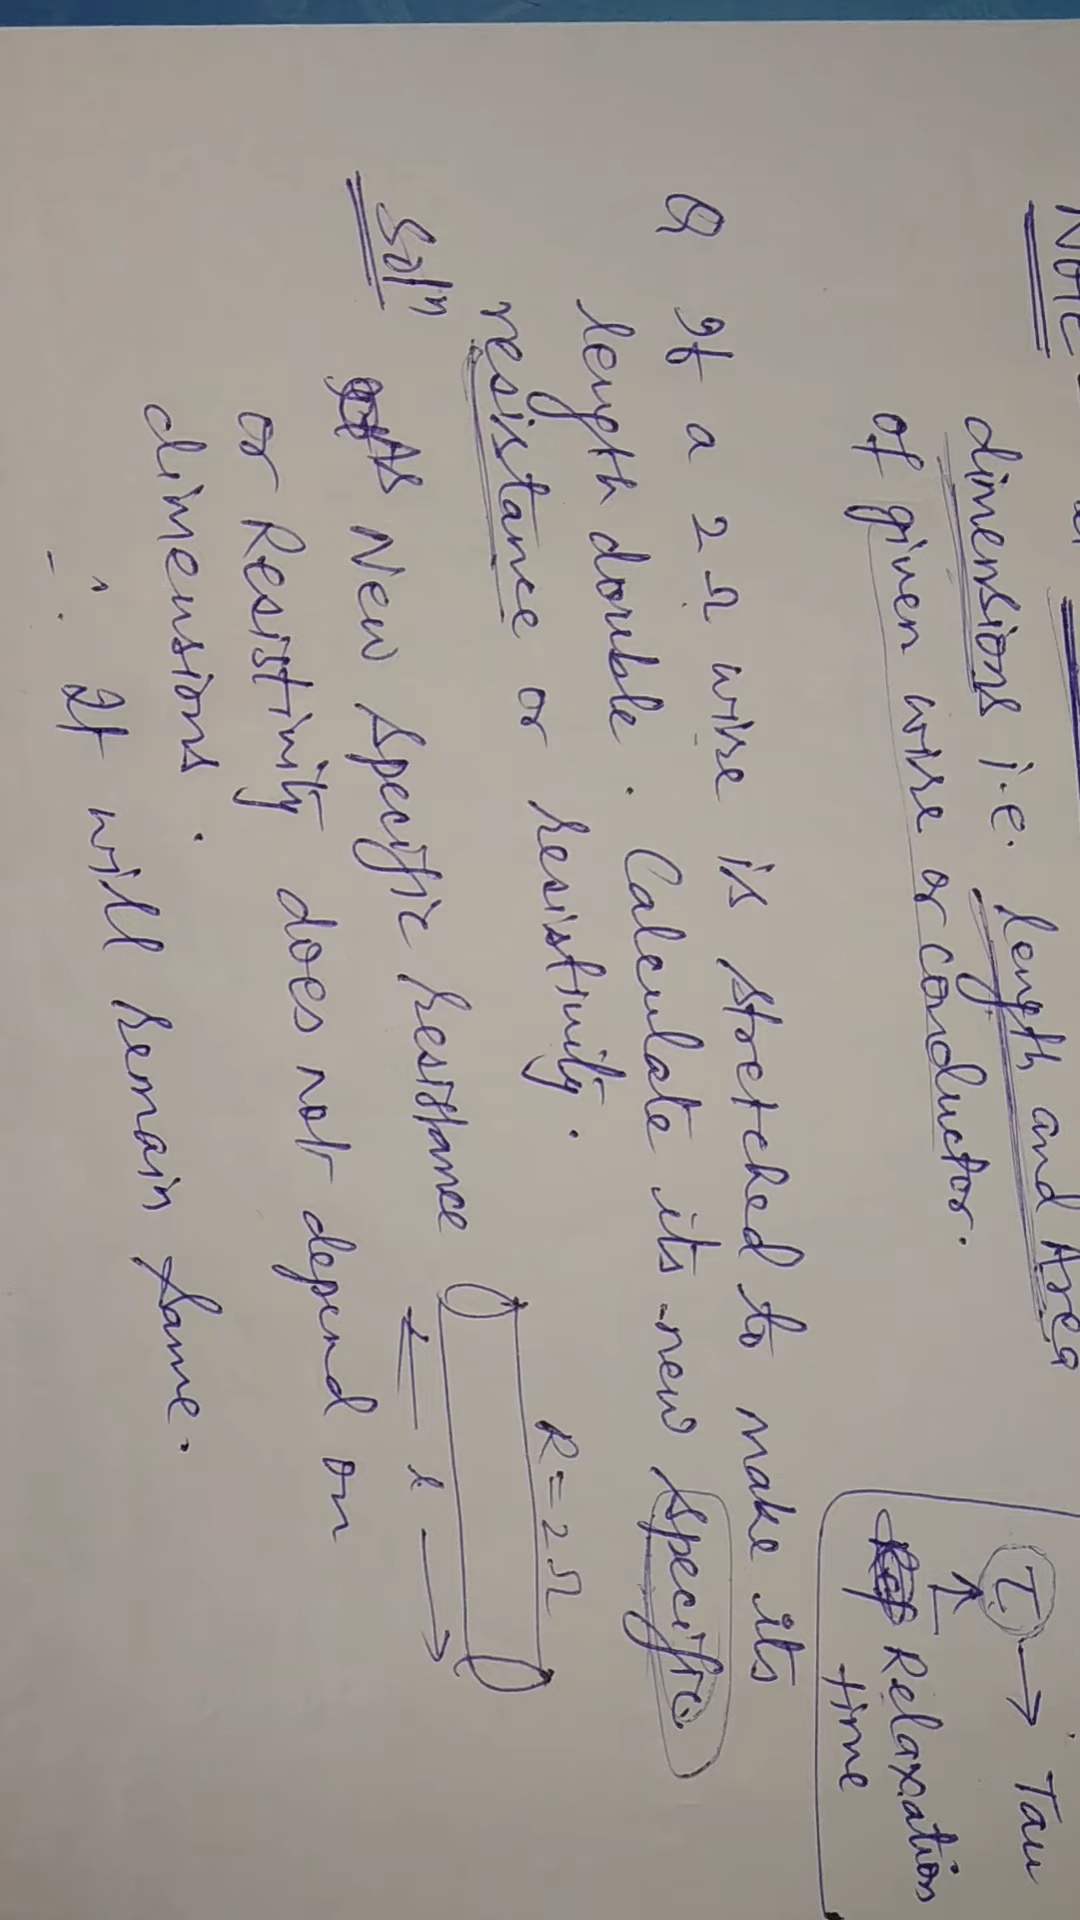 Note
dimensions i.e. length and Area
of given wire or conductor.
τ → Tau
Relaxation
time
Q If a 2 Ω wire is stretched to make its
length double. Calculate its new specific
resistance or resistivity.
R = 2 Ω
l
Solⁿ As New specific resistance
or Resistivity does not depend on
dimensions.
∴ It will remain same.